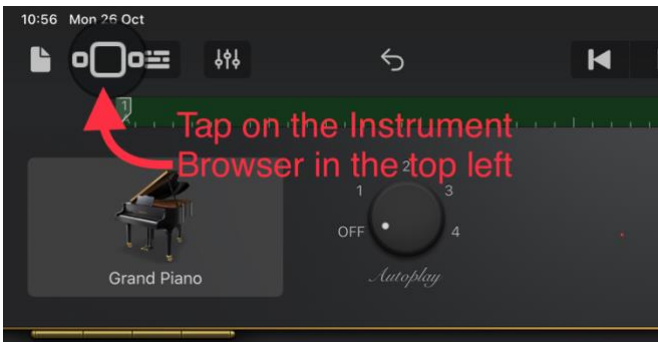 10:56 Mon 26 Oct
1
Tap on the Instrument
Browser in the top left
2
1 3
OFF 4
Grand Piano
Autoplay